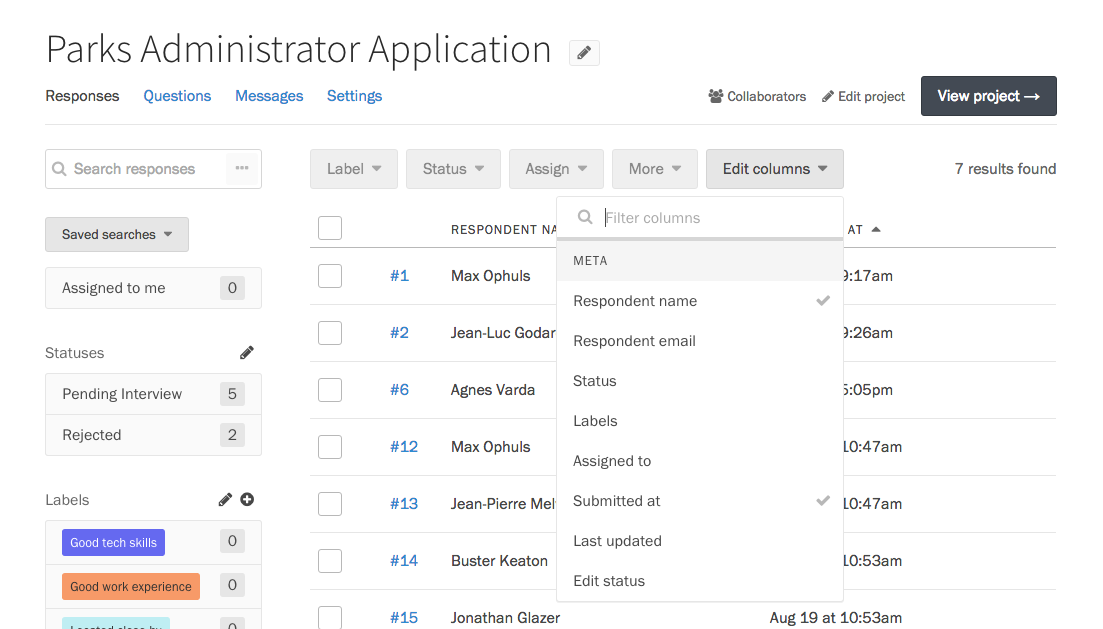 Parks Administrator Application
Responses Questions Messages Settings
Collaborators Edit project View project →
Search responses ...
Label Status Assign More Edit columns 7 results found
Saved searches
Assigned to me 0
Statuses
Pending Interview 5
Rejected 2
Labels
Good tech skills 0
Good work experience 0
0
RESPONDENT NA
AT
#1 Max Ophuls 9:17am
#2 Jean-Luc Godar 9:26am
#6 Agnes Varda 5:05pm
#12 Max Ophuls 10:47am
#13 Jean-Pierre Mel 10:47am
#14 Buster Keaton 10:53am
#15 Jonathan Glazer Aug 19 at 10:53am
Filter columns
META
Respondent name
Respondent email
Status
Labels
Assigned to
Submitted at
Last updated
Edit status